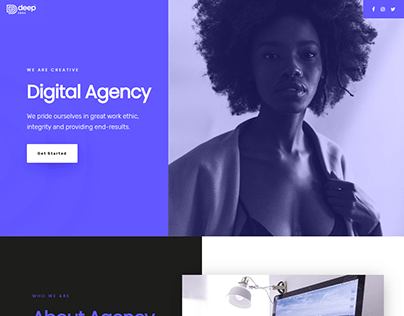 deep
WE ARE CREATIVE
Digital Agency
We pride ourselves in great work ethic,
integrity and providing end-results.
Get Started
WHO WE ARE
About Agency